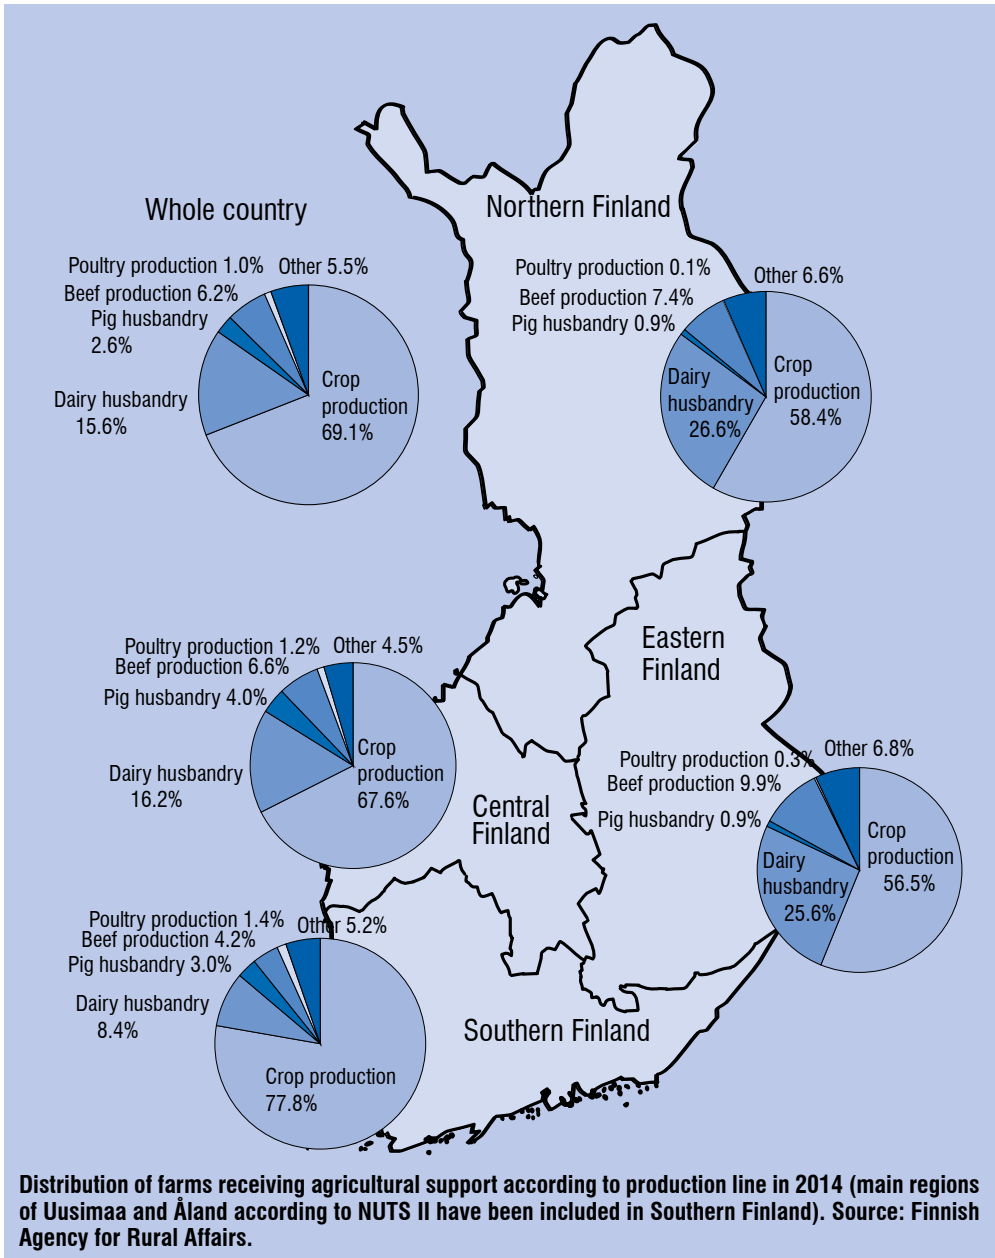 Whole country
Poultry production 1.0%
Other 5.5%
Beef production 6.2%
Pig husbandry
2.6%
Dairy husbandry
15.6%
Crop
production
69.1%
Northern Finland
Poultry production 0.1%
Other 6.6%
Beef production 7.4%
Pig husbandry 0.9%
Dairy
husbandry
26.6%
Crop
production
58.4%
Eastern
Finland
Poultry production 0.3%
Other 6.8%
Beef production 9.9%
Pig husbandry 0.9%
Dairy
husbandry
25.6%
Crop
production
56.5%
Poultry production 1.2%
Other 4.5%
Beef production 6.6%
Pig husbandry 4.0%
Dairy husbandry
16.2%
Crop
production
67.6%
Central
Finland
Poultry production 1.4%
Other 5.2%
Beef production 4.2%
Pig husbandry 3.0%
Dairy husbandry
8.4%
Crop production
77.8%
Southern Finland
Distribution of farms receiving agricultural support according to production line in 2014 (main regions
of Uusimaa and Åland according to NUTS II have been included in Southern Finland). Source: Finnish
Agency for Rural Affairs.